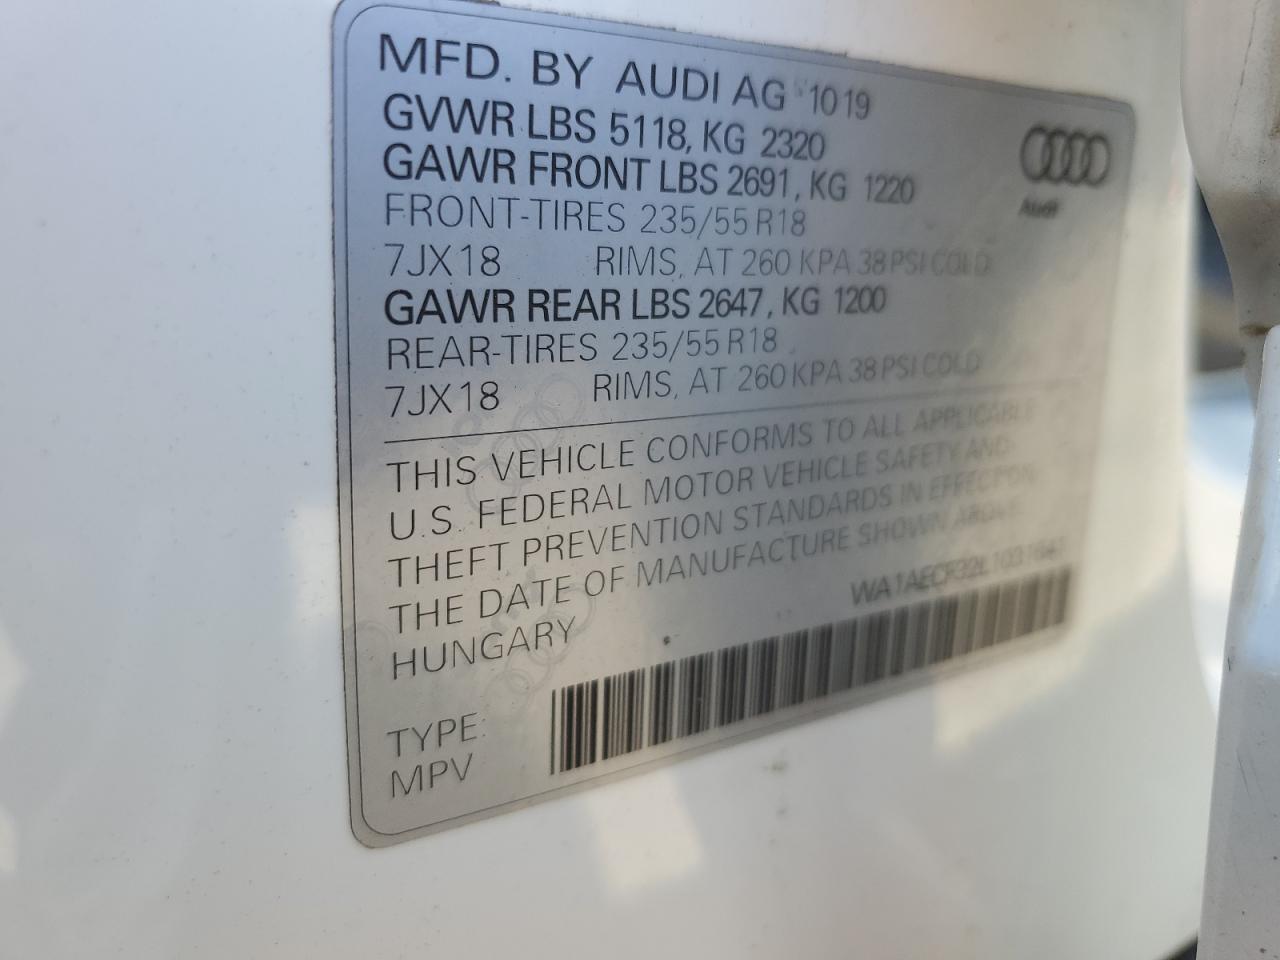 MFD. BY AUDI AG 10 19
GVWR LBS 5118, KG 2320
GAWR FRONT LBS 2691, KG 1220
FRONT-TIRES 235/55 R18
7JX18 RIMS, AT 260 KPA 38 PSI COLD
GAWR REAR LBS 2647, KG 1200
REAR-TIRES 235/55 R18
7JX18 RIMS, AT 260 KPA 38 PSI COLD
THIS VEHICLE CONFORMS TO ALL APPLICABLE
U.S. FEDERAL MOTOR VEHICLE SAFETY AND
THEFT PREVENTION STANDARDS IN EFFECT ON
THE DATE OF MANUFACTURE SHOWN ABOVE.
HUNGARY
TYPE:
MPV
Audi